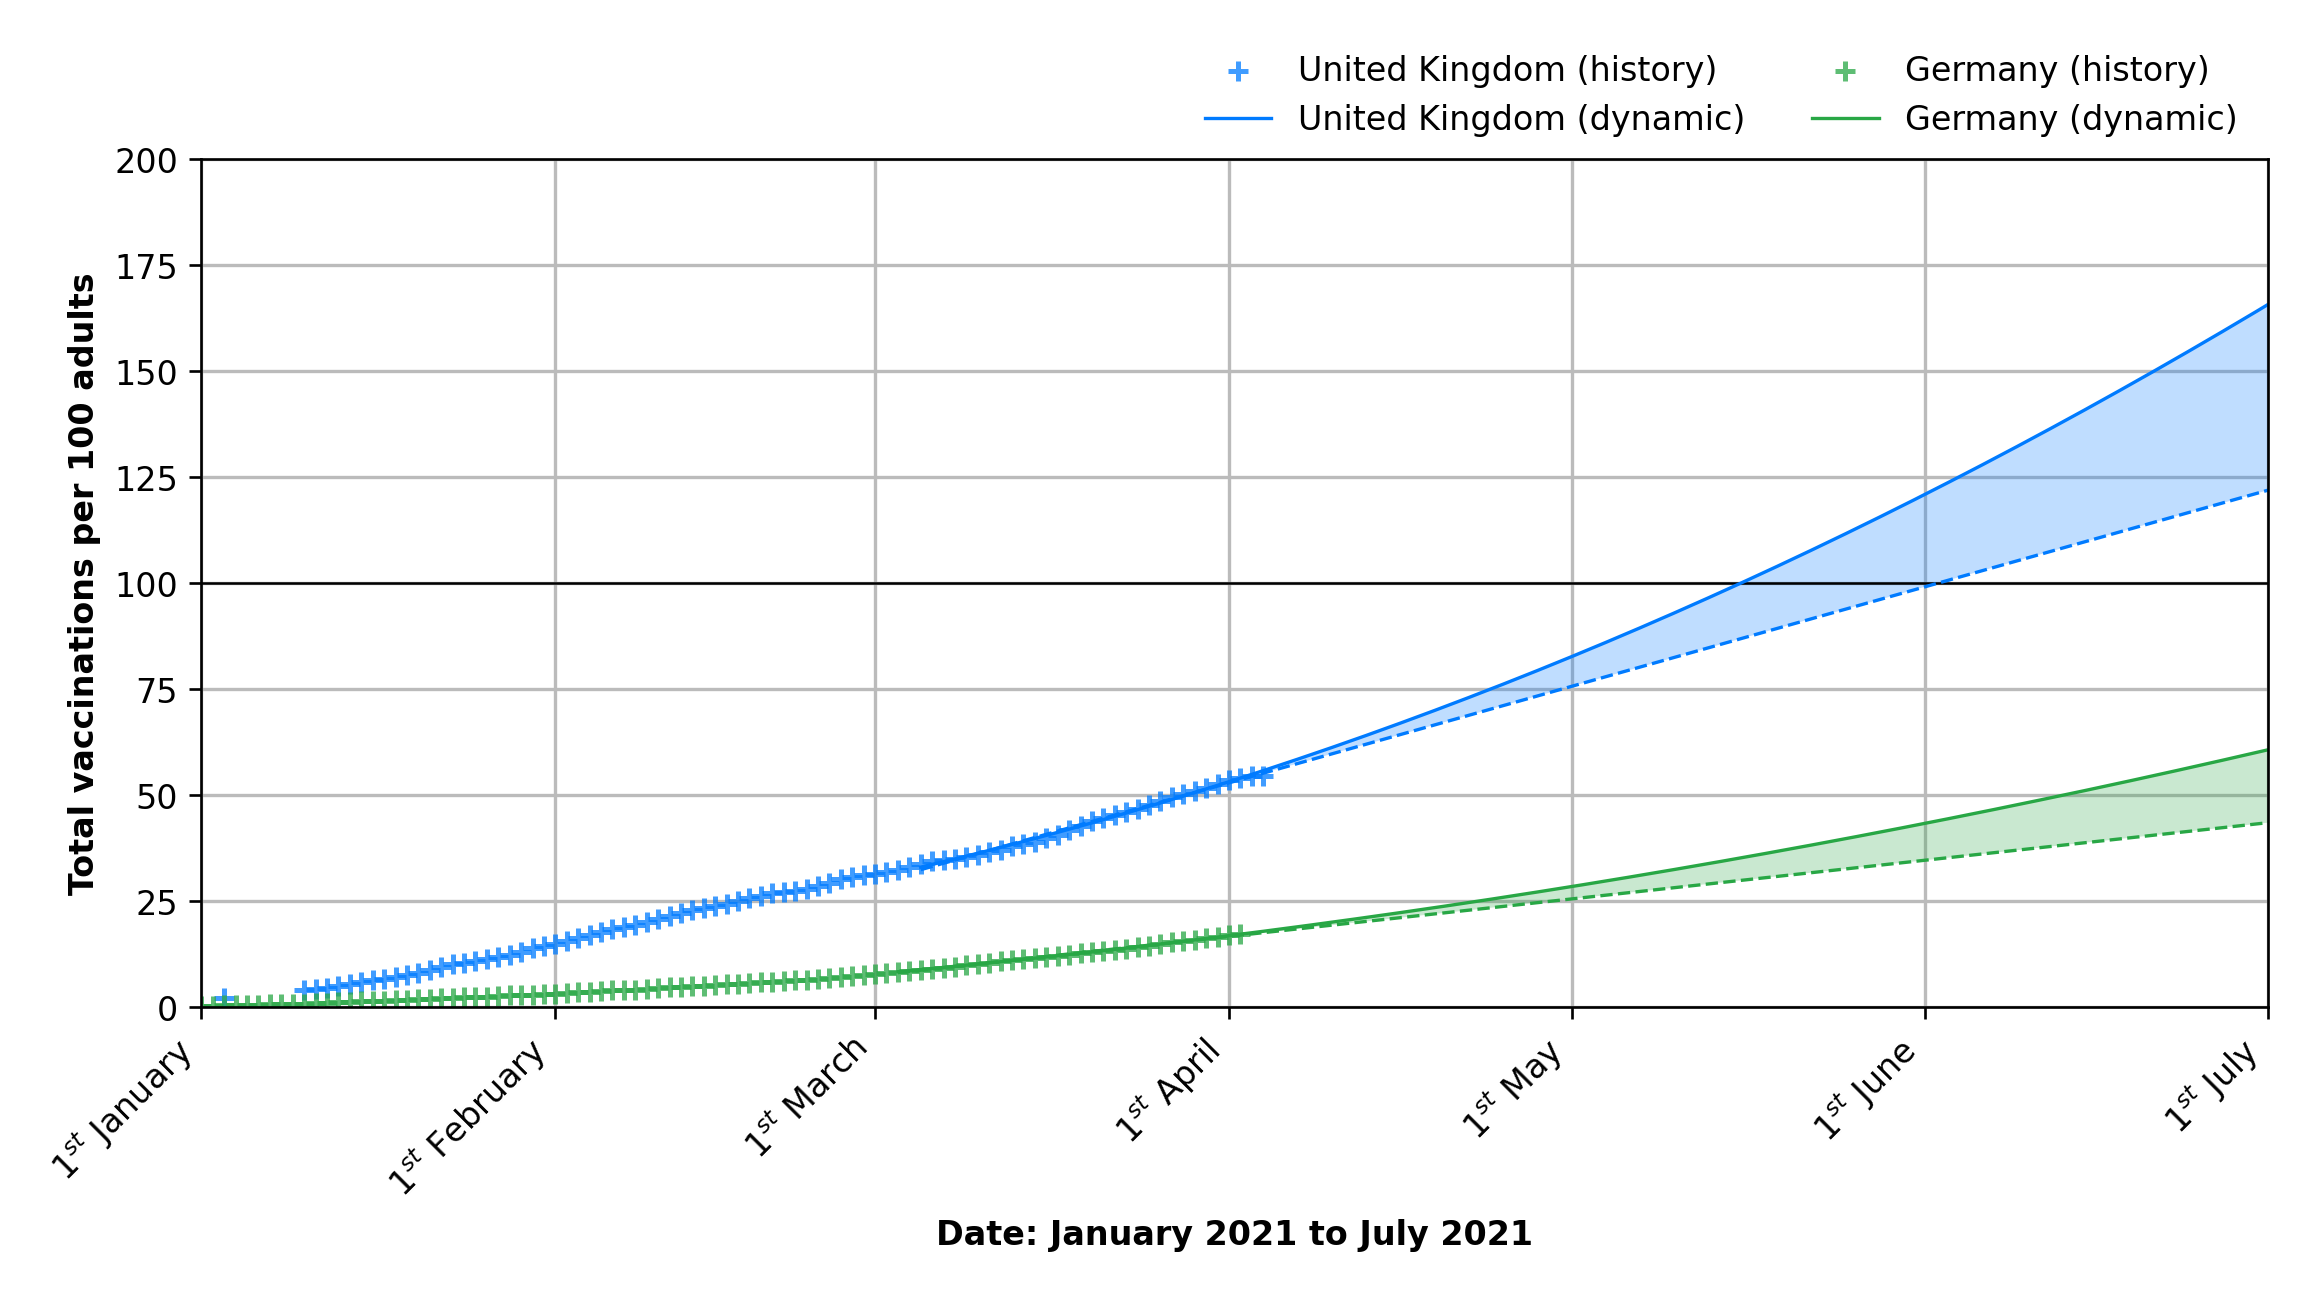 United Kingdom (history)
United Kingdom (dynamic)
Germany (history)
Germany (dynamic)
Total vaccinations per 100 adults
200
175
150
125
100
75
50
25
0
1st January
1st February
1st March
1st April
1st May
1st June
1st July
Date: January 2021 to July 2021